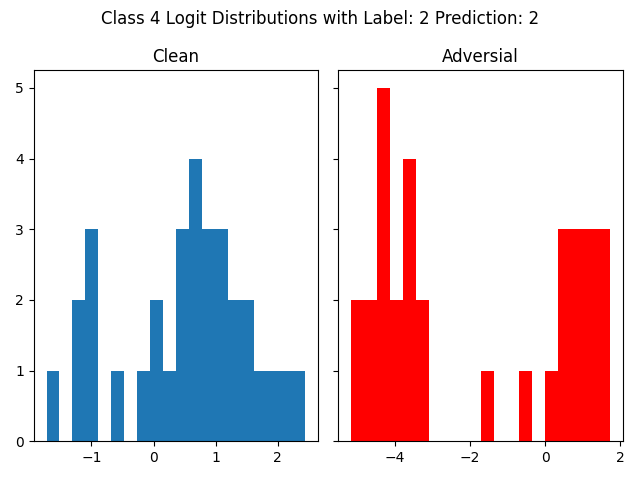 Class 4 Logit Distributions with Label: 2 Prediction: 2
Clean
Adversial
5
4
3
2
1
0
−1 0 1 2
−4 −2 0 2